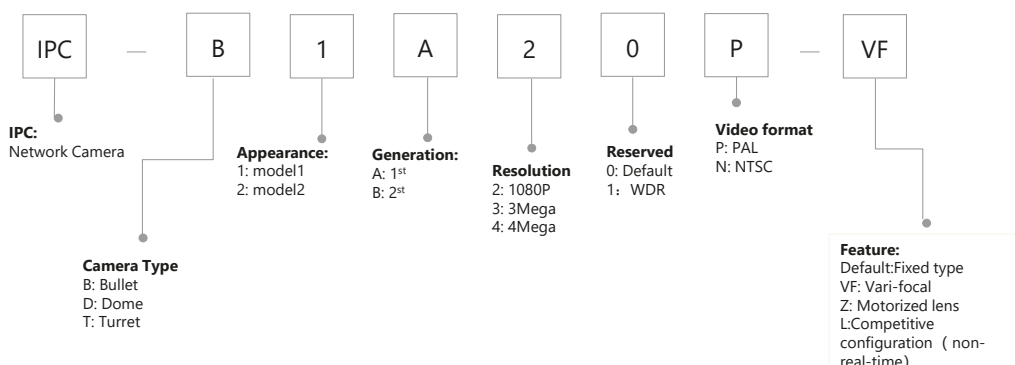 IPC — B 1 A 2 0 P — VF
IPC:
Network Camera
Camera Type
B: Bullet
D: Dome
T: Turret
Appearance:
1: model1
2: model2
Generation:
A: 1st
B: 2st
Resolution
2: 1080P
3: 3Mega
4: 4Mega
Reserved
0: Default
1：WDR
Video format
P: PAL
N: NTSC
Feature:
Default:Fixed type
VF: Vari-focal
Z: Motorized lens
L:Competitive
configuration （non-
real-time）